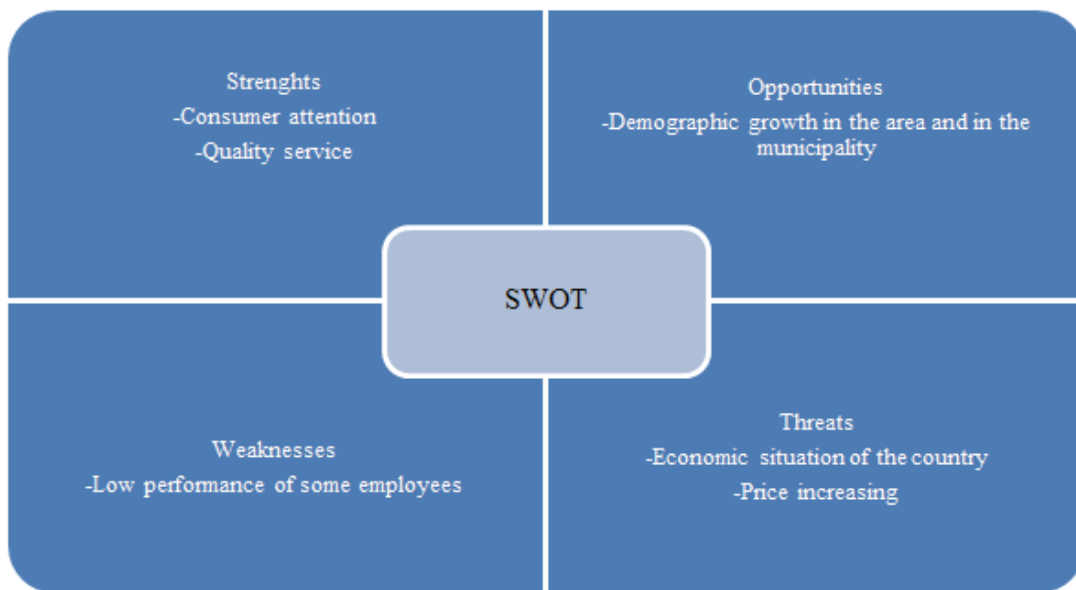 Strenghts
-Consumer attention
-Quality service
Opportunities
-Demographic growth in the area and in the
municipality
SWOT
Weaknesses
-Low performance of some employees
Threats
-Economic situation of the country
-Price increasing